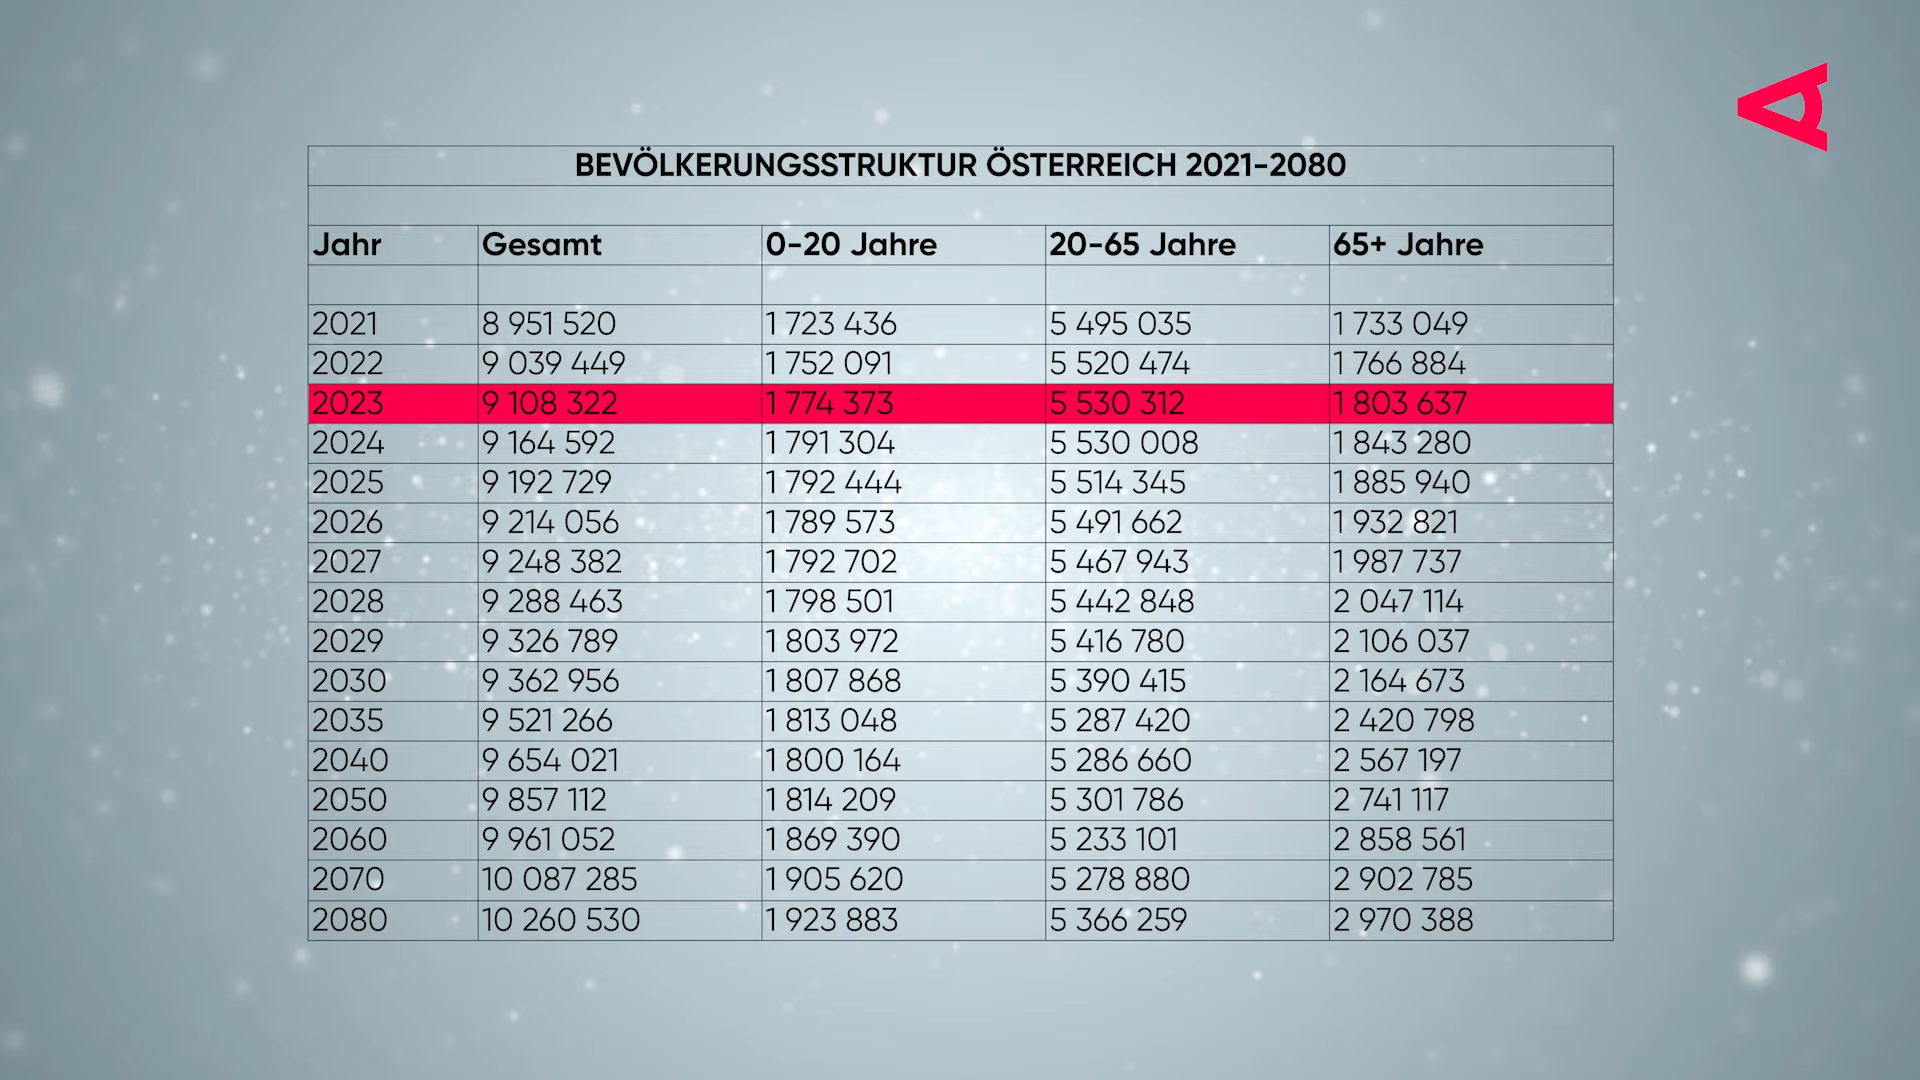 BEVÖLKERUNGSSTRUKTUR ÖSTERREICH 2021-2080
Jahr Gesamt 0-20 Jahre 20-65 Jahre 65+ Jahre
2021 8 951 520 1 723 436 5 495 035 1 733 049
2022 9 039 449 1 752 091 5 520 474 1 766 884
2023 9 108 322 1 774 373 5 530 312 1 803 637
2024 9 164 592 1 791 304 5 530 008 1 843 280
2025 9 192 729 1 792 444 5 514 345 1 885 940
2026 9 214 056 1 789 573 5 491 662 1 932 821
2027 9 248 382 1 792 702 5 467 943 1 987 737
2028 9 288 463 1 798 501 5 442 848 2 047 114
2029 9 326 789 1 803 972 5 416 780 2 106 037
2030 9 362 956 1 807 868 5 390 415 2 164 673
2035 9 521 266 1 813 048 5 287 420 2 420 798
2040 9 654 021 1 800 164 5 286 660 2 567 197
2050 9 857 112 1 814 209 5 301 786 2 741 117
2060 9 961 052 1 869 390 5 233 101 2 858 561
2070 10 087 285 1 905 620 5 278 880 2 902 785
2080 10 260 530 1 923 883 5 366 259 2 970 388